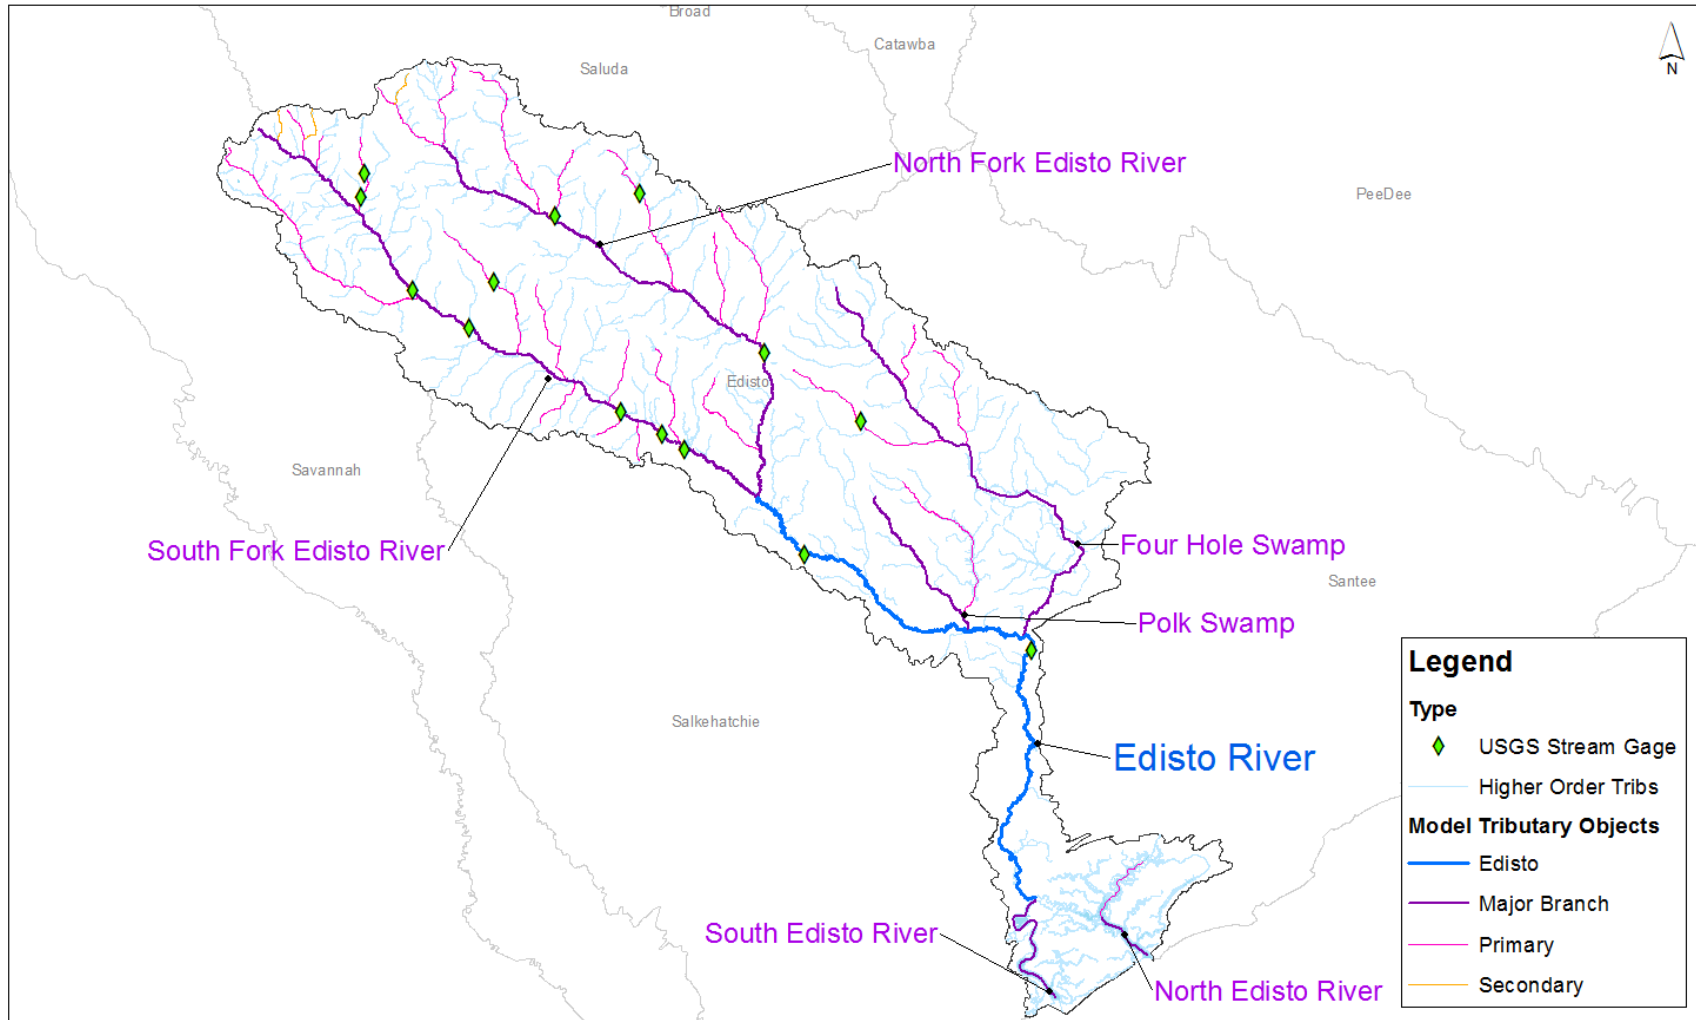 Broad
Catawba
Saluda
N
North Fork Edisto River
PeeDee
Edisto
Savannah
South Fork Edisto River
Four Hole Swamp
Santee
Polk Swamp
Salkehatchie
Edisto River
South Edisto River
North Edisto River
Legend
Type
USGS Stream Gage
Higher Order Tribs
Model Tributary Objects
Edisto
Major Branch
Primary
Secondary